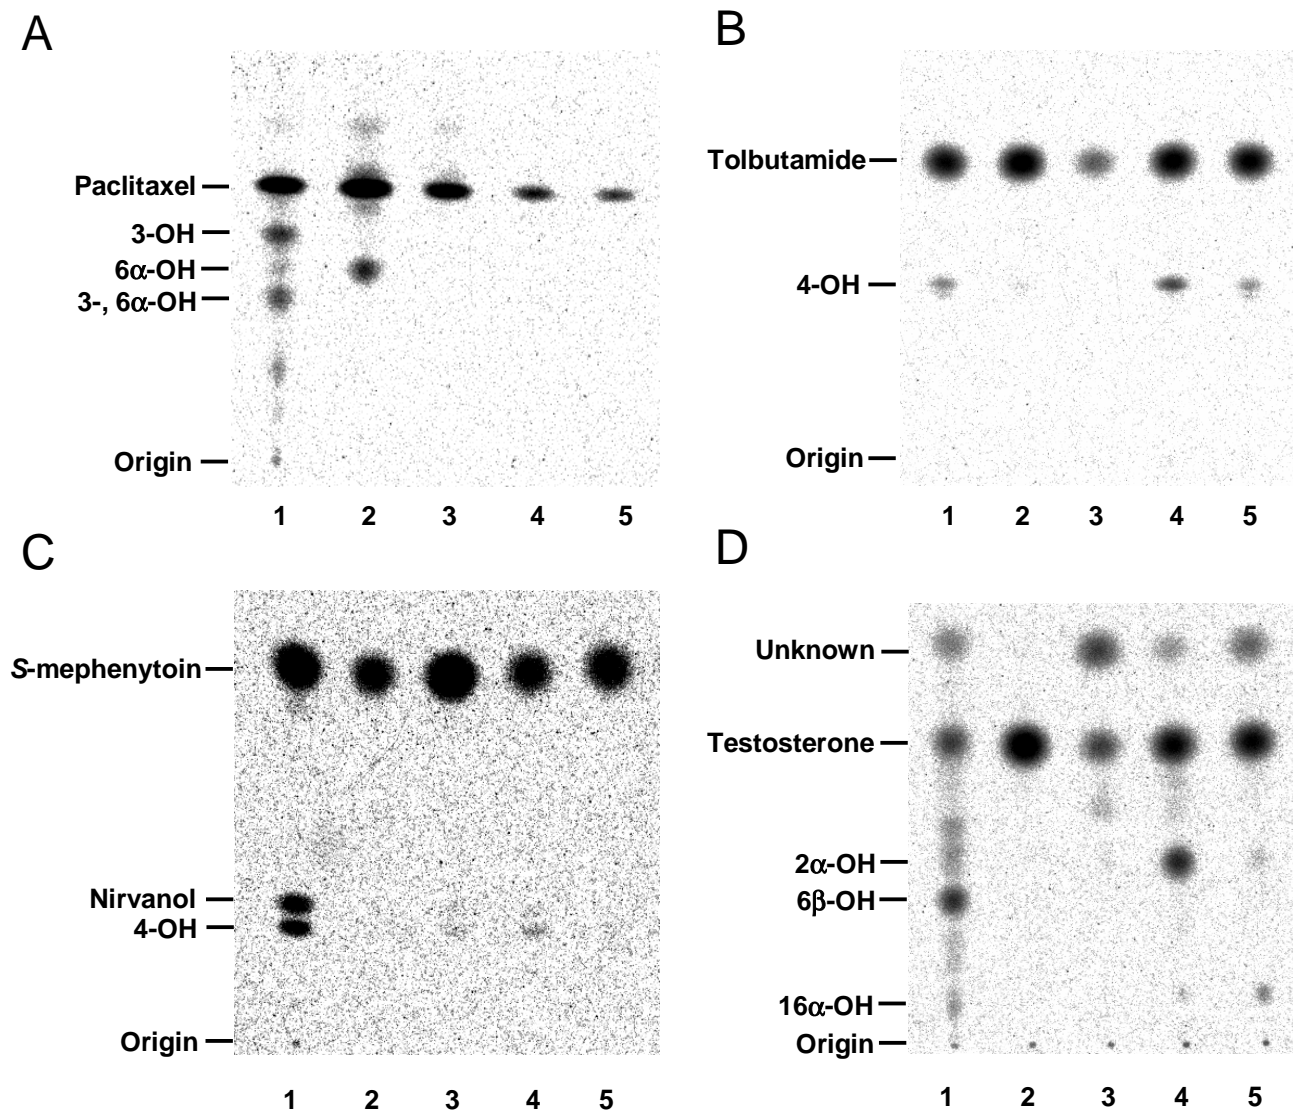 A
Paclitaxel
3-OH
6α-OH
3-, 6α-OH
Origin
1 2 3 4 5
B
Tolbutamide
4-OH
Origin
1 2 3 4 5
C
S-mephenytoin
Nirvanol
4-OH
Origin
1 2 3 4 5
D
Unknown
Testosterone
2α-OH
6β-OH
16α-OH
Origin
1 2 3 4 5